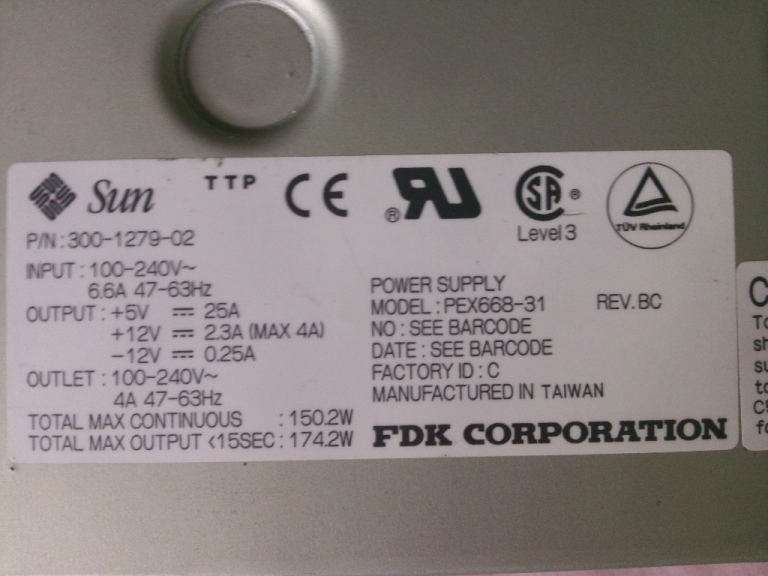 Sun TTP CE ®RU SA ®
Level 3
TÜV Rheinland
P/N : 300-1279-02
INPUT : 100-240V~
6.6A 47-63Hz
OUTPUT : +5V ⎓ 25A
+12V ⎓ 2.3A (MAX 4A)
-12V ⎓ 0.25A
OUTLET : 100-240V~
4A 47-63Hz
TOTAL MAX CONTINUOUS : 150.2W
TOTAL MAX OUTPUT <15SEC : 174.2W
POWER SUPPLY
MODEL : PEX668-31 REV. BC
NO : SEE BARCODE
DATE : SEE BARCODE
FACTORY ID : C
MANUFACTURED IN TAIWAN
FDK CORPORATION